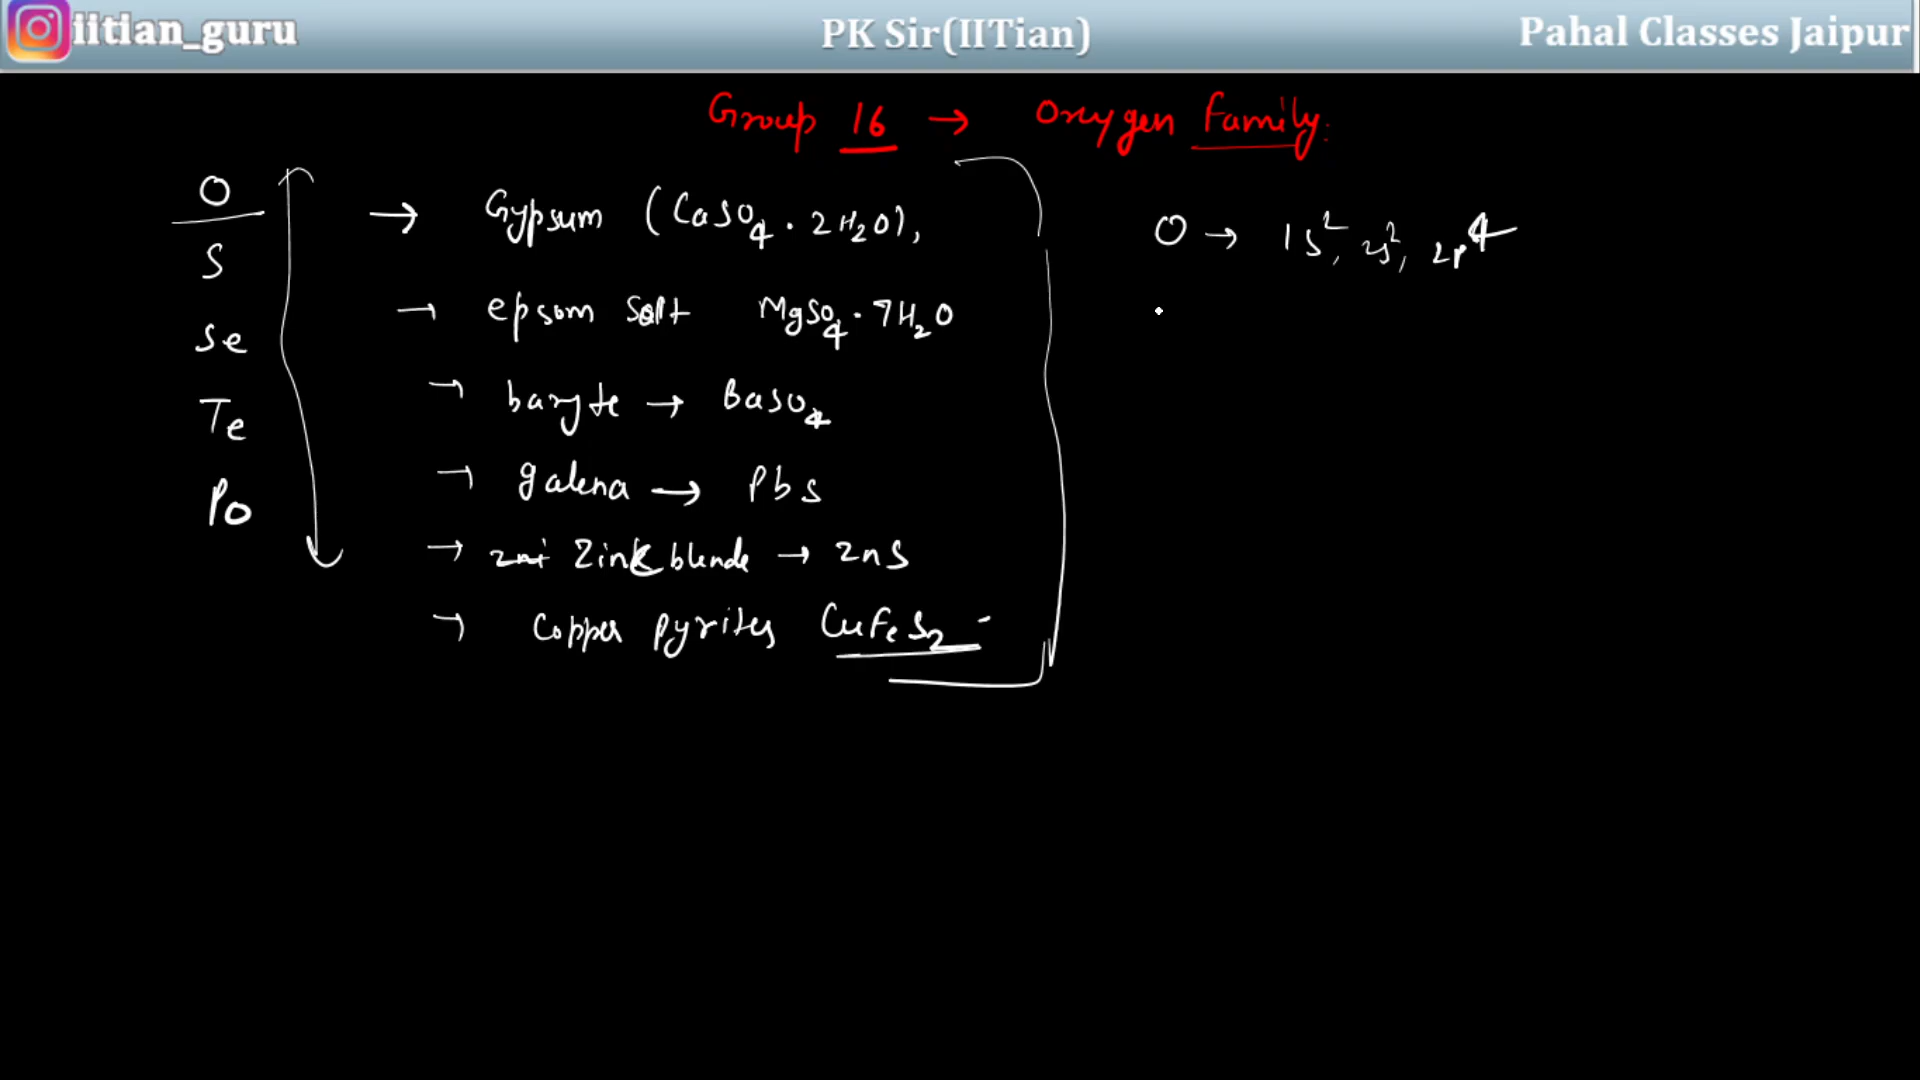 iitian_guru PK Sir(IITian) Pahal Classes Jaipur
Group 16 → Oxygen Family.
O
S
Se
Te
Po
→ Gypsum (CaSO4 . 2H2O),
→ epsom Salt MgSO4 . 7H2O
→ baryte → BaSO4
→ galena → PbS
→ Zink blende → ZnS
→ Copper pyrites CuFeS2
O → 1s², 2s², 2p⁴